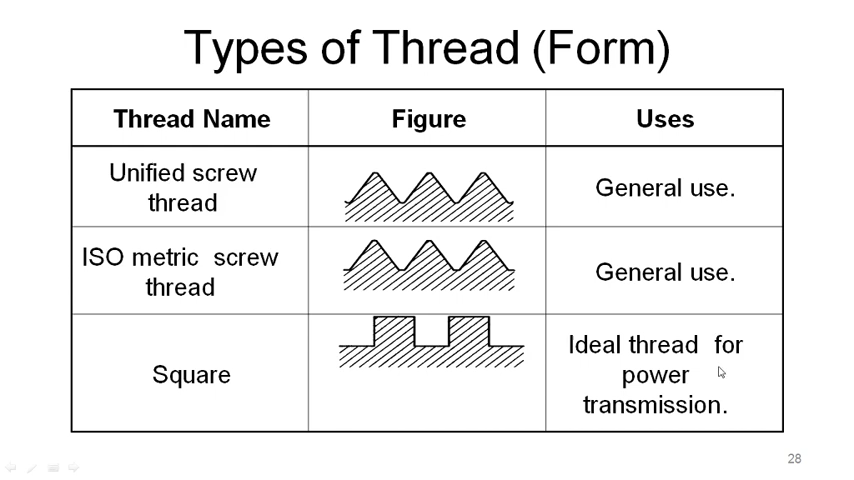 Types of Thread (Form)
Thread Name
Figure
Uses
Unified screw
thread
General use.
ISO metric screw
thread
General use.
Square
Ideal thread for
power
transmission.
28